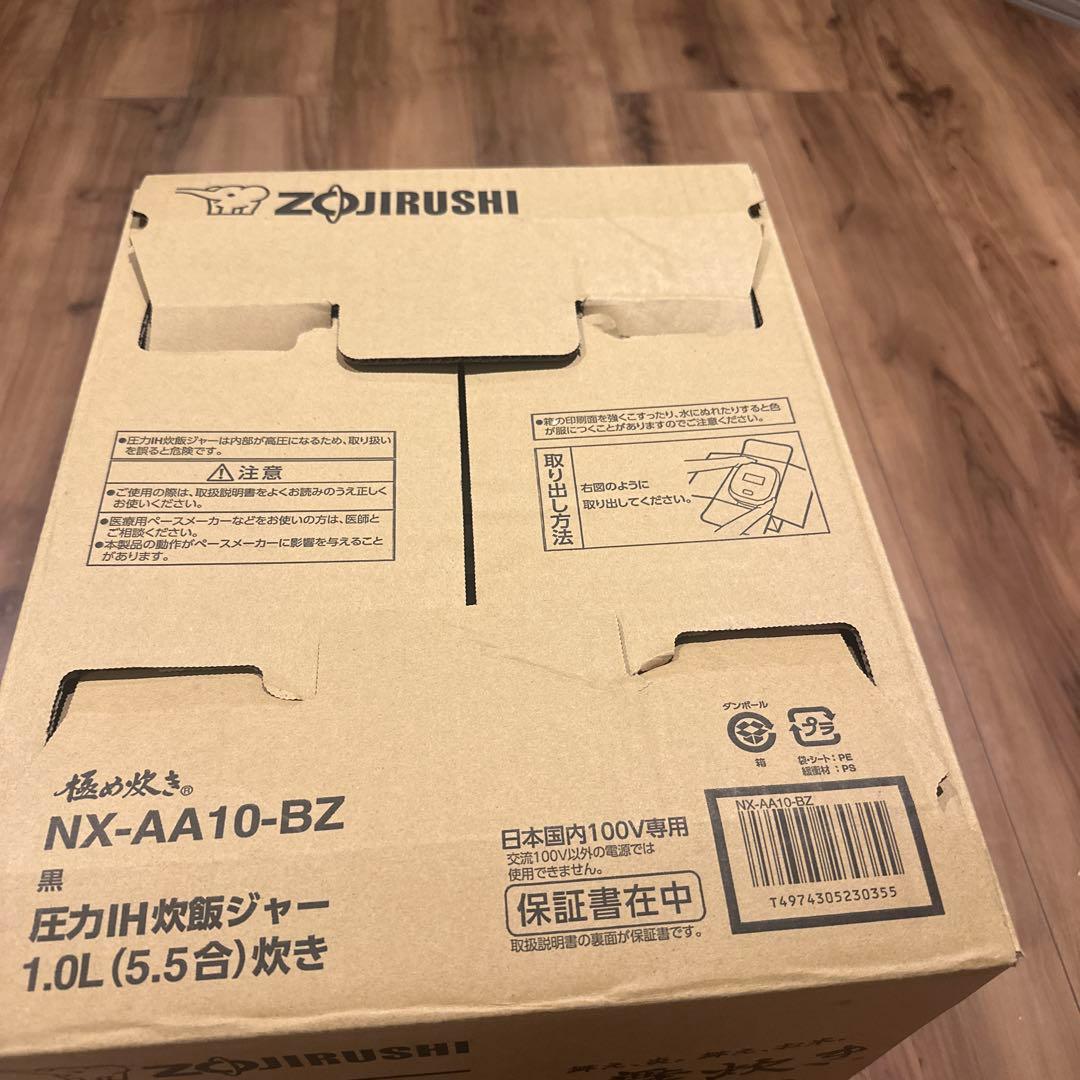 ZOJIRUSHI
●圧力IH炊飯ジャーは内部が高圧になるため、取り扱い
を誤ると危険です。
⚠注意
●ご使用の際は、取扱説明書をよくお読みのうえ正しく
お使いください。
●医療用ペースメーカーなどをお使いの方は、医師と
ご相談ください。
●本製品の動作がペースメーカーに影響を与えること
があります。
●箱の印刷面を強くこすったり、水にぬれたりすると色
が服につくことがありますのでご注意ください。
取り出し方法
右図のように
取り出してください。
ダンボール
箱
プラ
袋・シート：PE
緩衝材：PS
極め炊き®
NX-AA10-BZ
黒
圧力IH炊飯ジャー
1.0L(5.5合)炊き
日本国内100V専用
交流100V以外の電源では
使用できません。
保証書在中
取扱説明書の裏面が保証書です。
NX-AA10-BZ
T4974305230355
ZOJIRUSHI